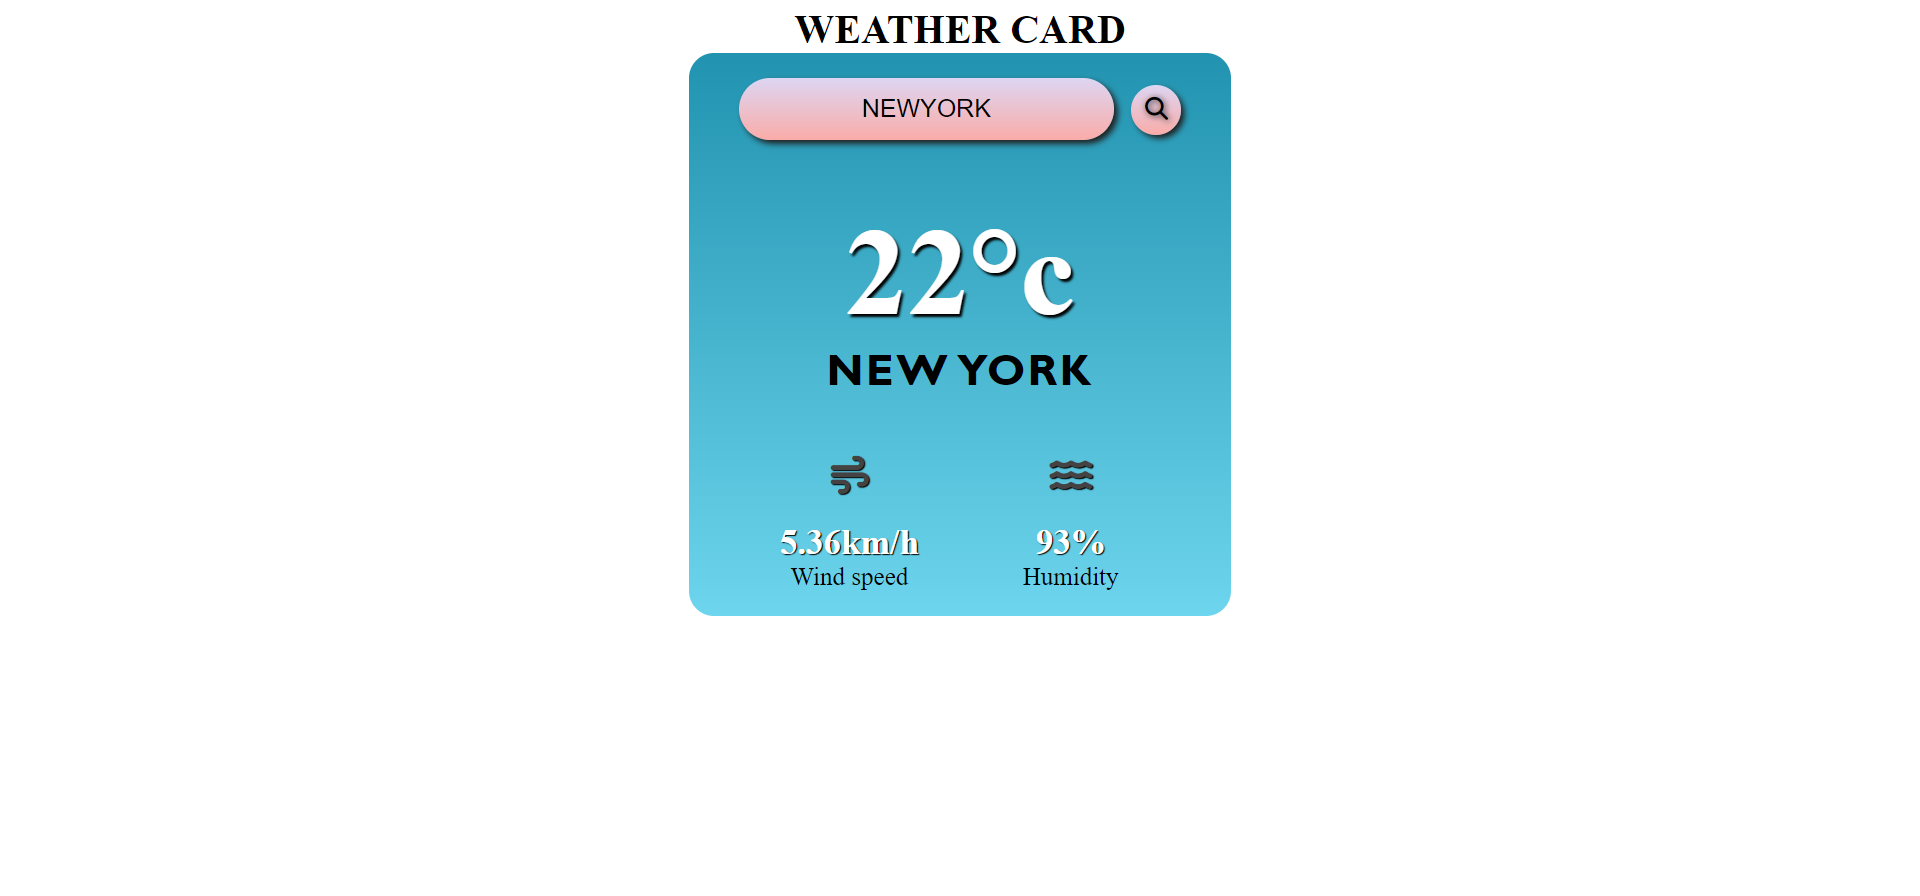 WEATHER CARD
NEWYORK
22°c
NEW YORK
5.36km/h 93%
Wind speed Humidity